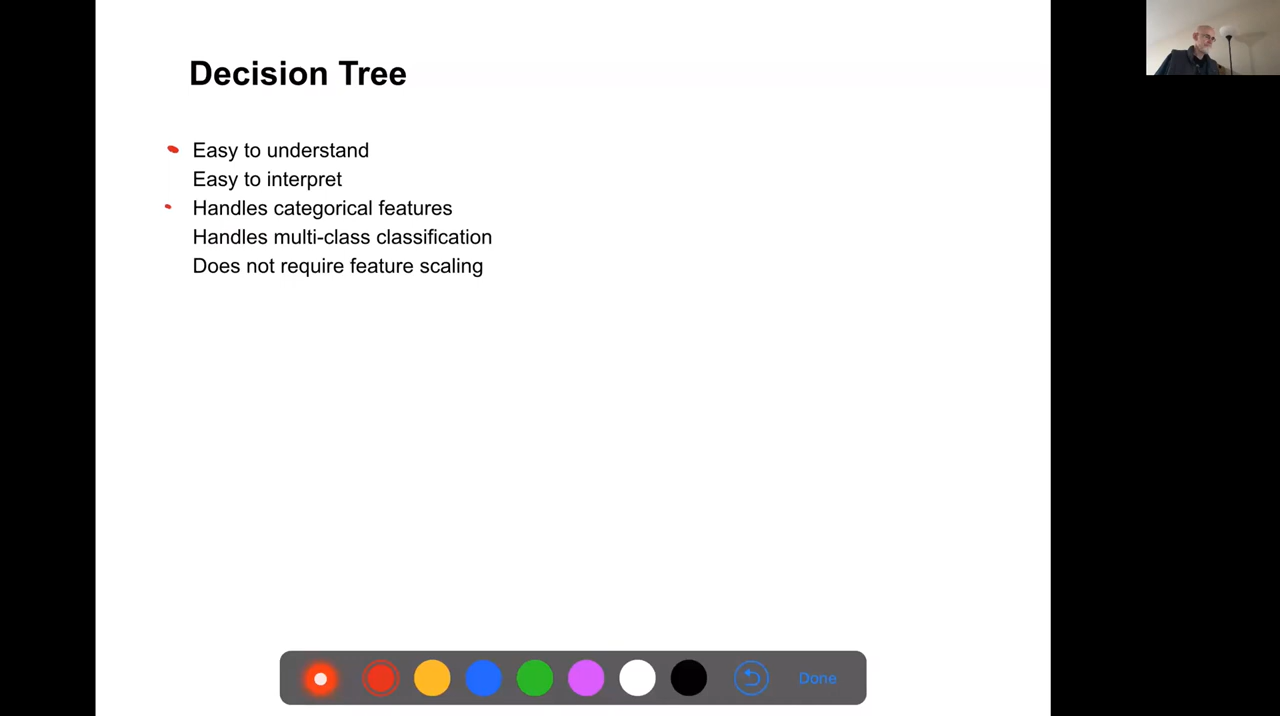 Decision Tree
Easy to understand
Easy to interpret
Handles categorical features
Handles multi-class classification
Does not require feature scaling
Done